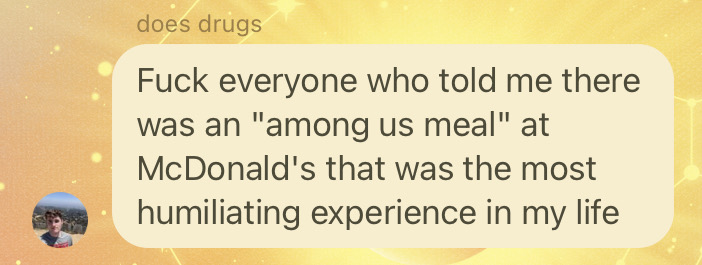 does drugs
Fuck everyone who told me there
was an "among us meal" at
McDonald's that was the most
humiliating experience in my life